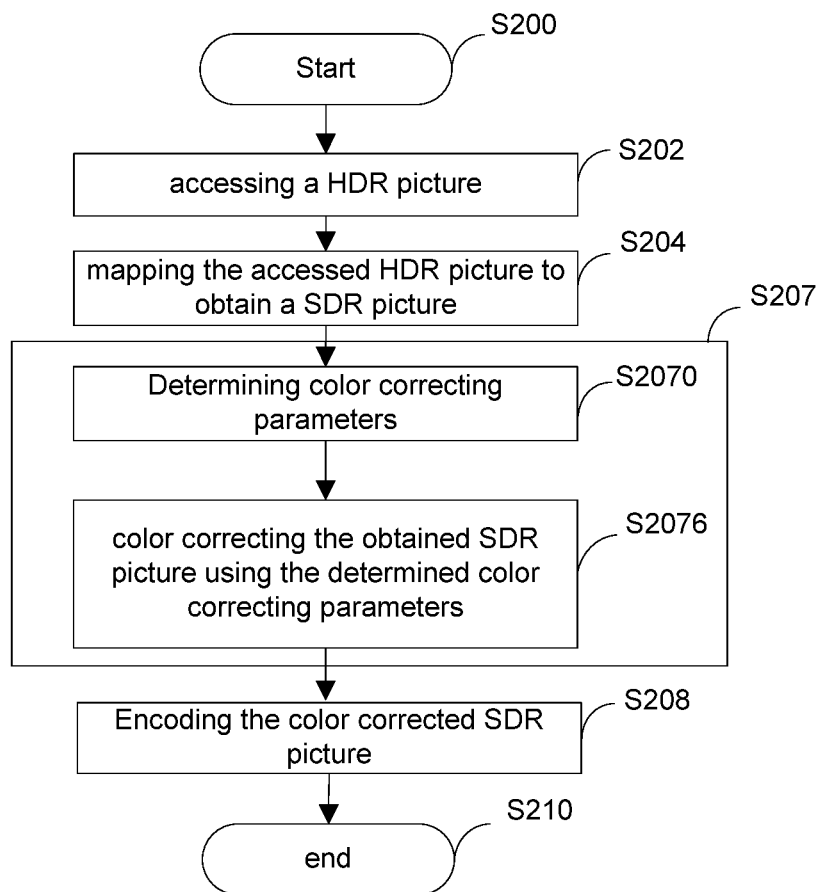 S200
Start
S202
accessing a HDR picture
S204
mapping the accessed HDR picture to
obtain a SDR picture
S207
Determining color correcting
parameters
S2070
color correcting the obtained SDR
picture using the determined color
correcting parameters
S2076
Encoding the color corrected SDR
picture
S208
S210
end